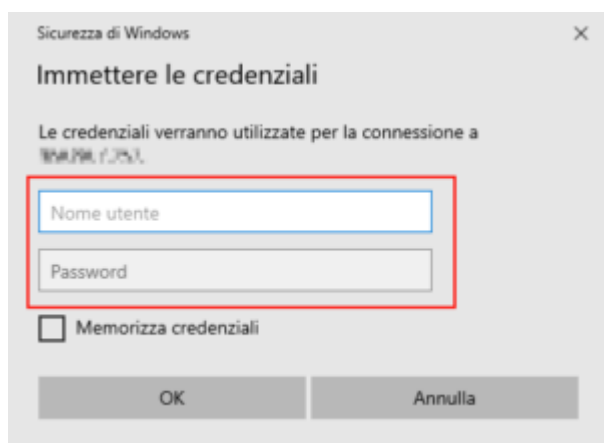 Sicurezza di Windows
Immettere le credenziali
Le credenziali verranno utilizzate per la connessione a
Nome utente
Password
Memorizza credenziali
OK
Annulla